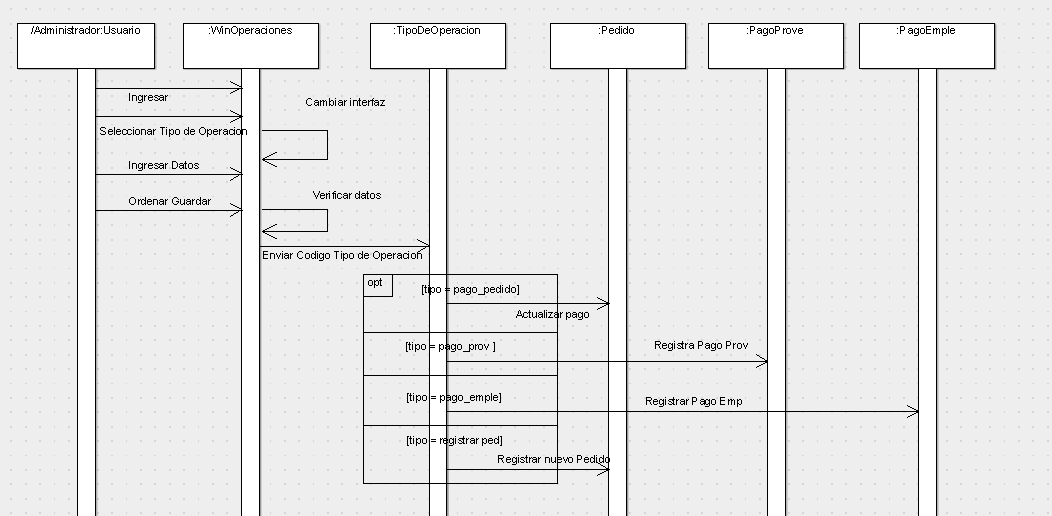 /Administrador:Usuario
:WinOperaciones
:TipoDeOperacion
:Pedido
:PagoProve
:PagoEmple
Ingresar
Cambiar interfaz
Seleccionar Tipo de Operacion
Ingresar Datos
Verificar datos
Ordenar Guardar
Enviar Codigo Tipo de Operacion
opt
[tipo = pago_pedido]
Actualizar pago
[tipo = pago_prov ]
Registra Pago Prov
[tipo = pago_emple]
Registrar Pago Emp
[tipo = registrar ped]
Registrar nuevo Pedido